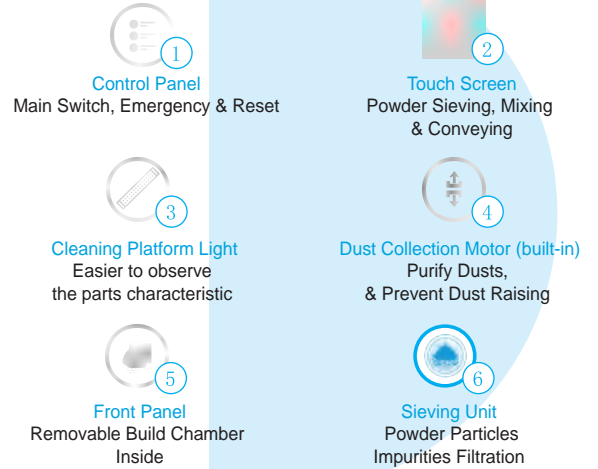 1
Control Panel
Main Switch, Emergency & Reset
2
Touch Screen
Powder Sieving, Mixing
& Conveying
3
Cleaning Platform Light
Easier to observe
the parts characteristic
4
Dust Collection Motor (built-in)
Purify Dusts,
& Prevent Dust Raising
5
Front Panel
Removable Build Chamber
Inside
6
Sieving Unit
Powder Particles
Impurities Filtration